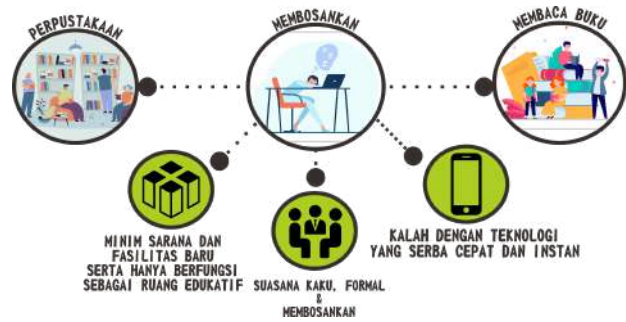 PERPUSTAKAAN
MEMBOSANKAN
MEMBACA BUKU
MINIM SARANA DAN
FASILITAS BARU
SERTA HANYA BERFUNGSI
SEBAGAI RUANG EDUKATIF
SUASANA KAKU, FORMAL
&
MEMBOSANKAN
KALAH DENGAN TEKNOLOGI
YANG SERBA CEPAT DAN INSTAN